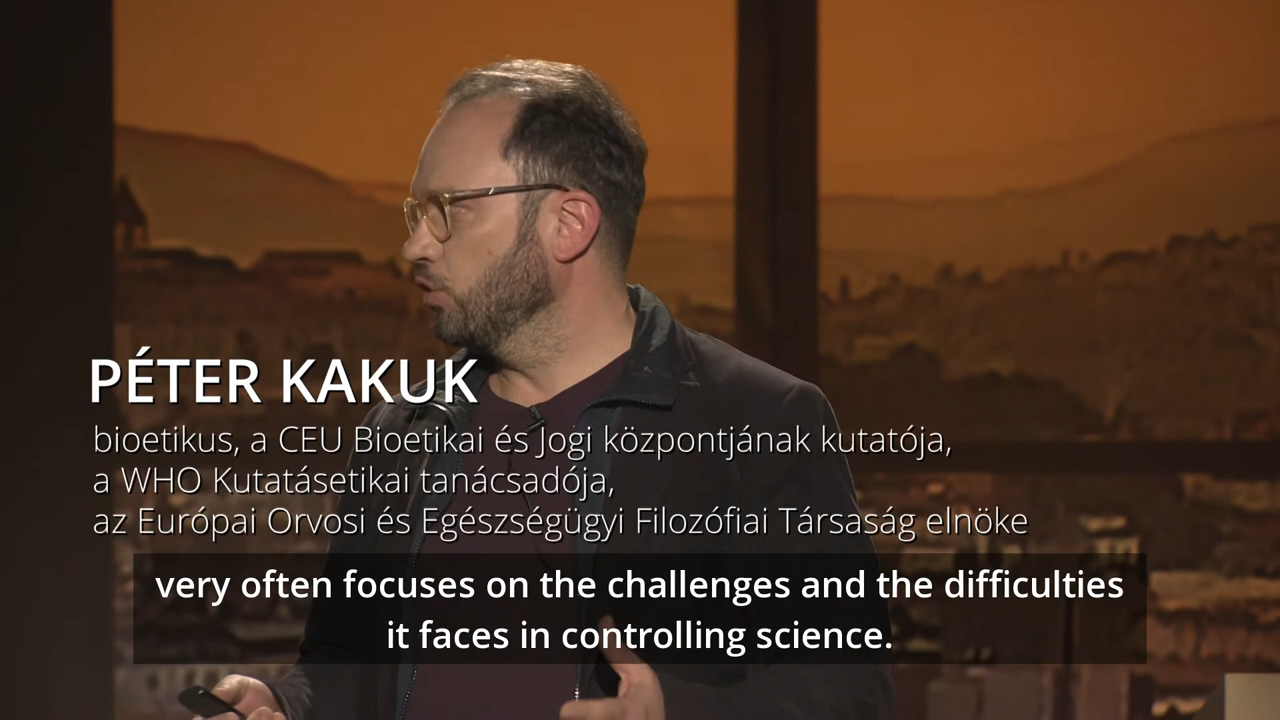 PÉTER KAKUK
bioetikus, a CEU Bioetikai és Jogi központjának kutatója,
a WHO Kutatásetikai tanácsadója,
az Európai Orvosi és Egészségügyi Filozófiai Társaság elnöke
very often focuses on the challenges and the difficulties
it faces in controlling science.